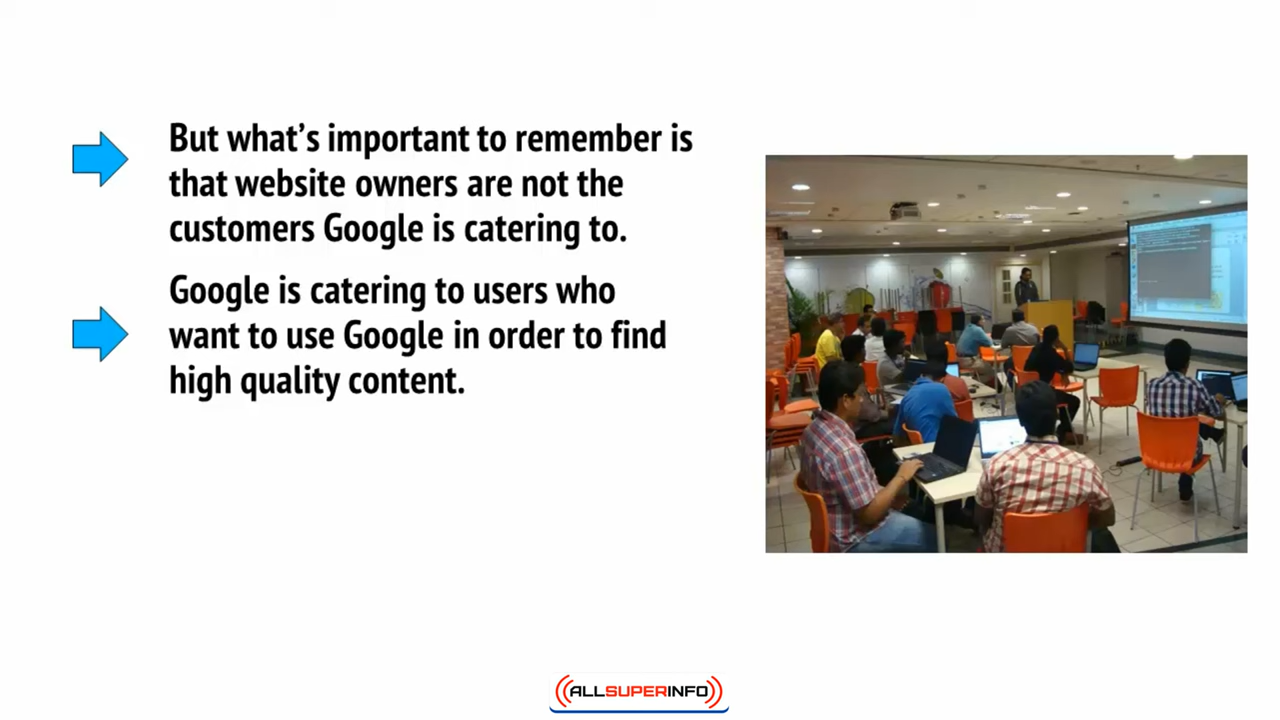 But what’s important to remember is
that website owners are not the
customers Google is catering to.
Google is catering to users who
want to use Google in order to find
high quality content.
ALLSUPERINFO